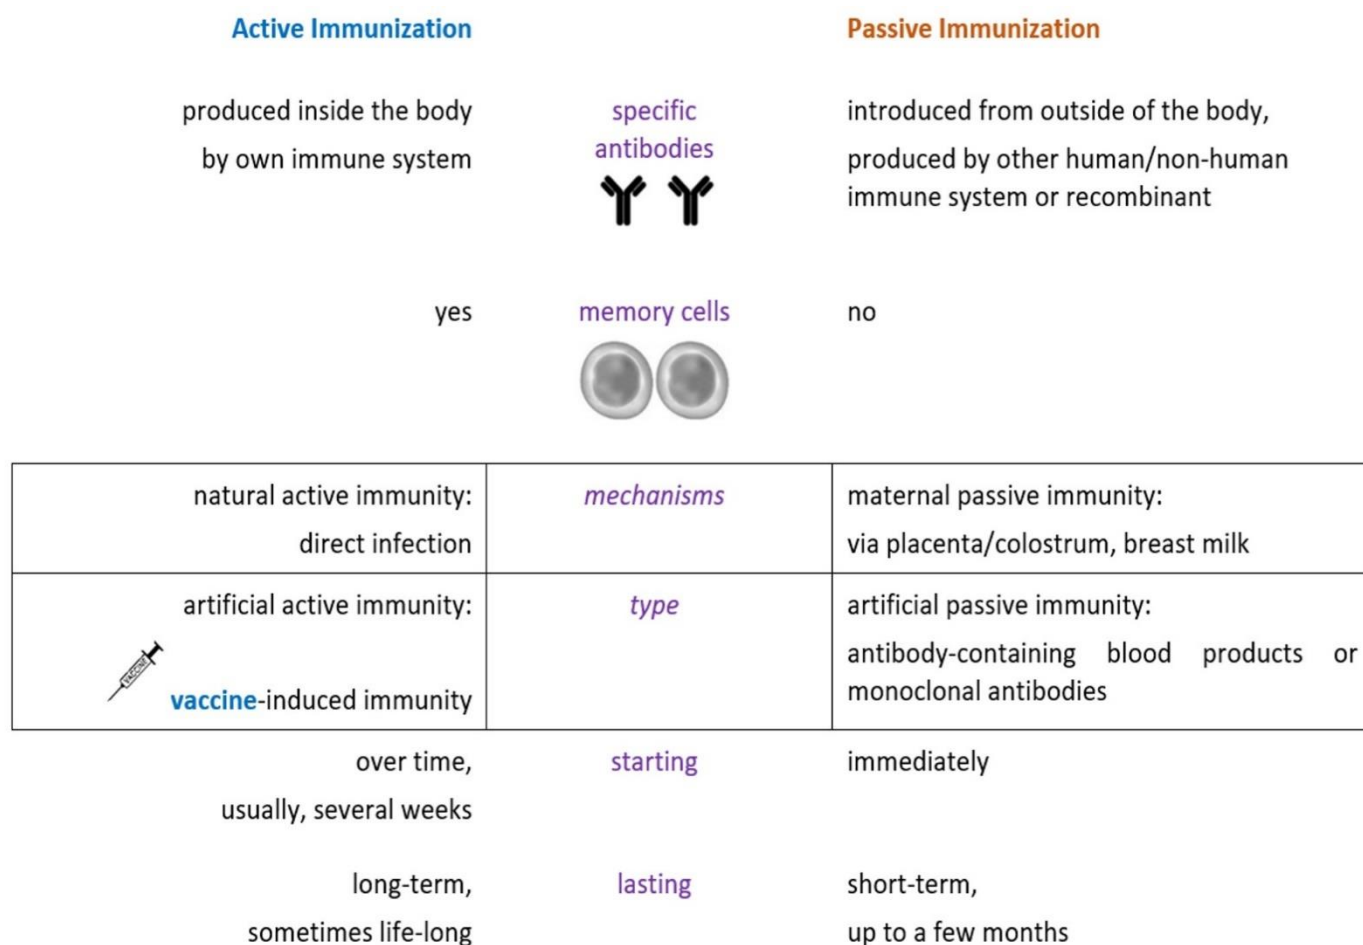 Active Immunization
Passive Immunization
produced inside the body
by own immune system
specific
antibodies
introduced from outside of the body,
produced by other human/non-human
immune system or recombinant
yes
memory cells
no
natural active immunity:
direct infection
mechanisms
maternal passive immunity:
via placenta/colostrum, breast milk
artificial active immunity:
VACCINE
vaccine-induced immunity
type
artificial passive immunity:
antibody-containing blood products or
monoclonal antibodies
over time,
usually, several weeks
starting
immediately
long-term,
sometimes life-long
lasting
short-term,
up to a few months